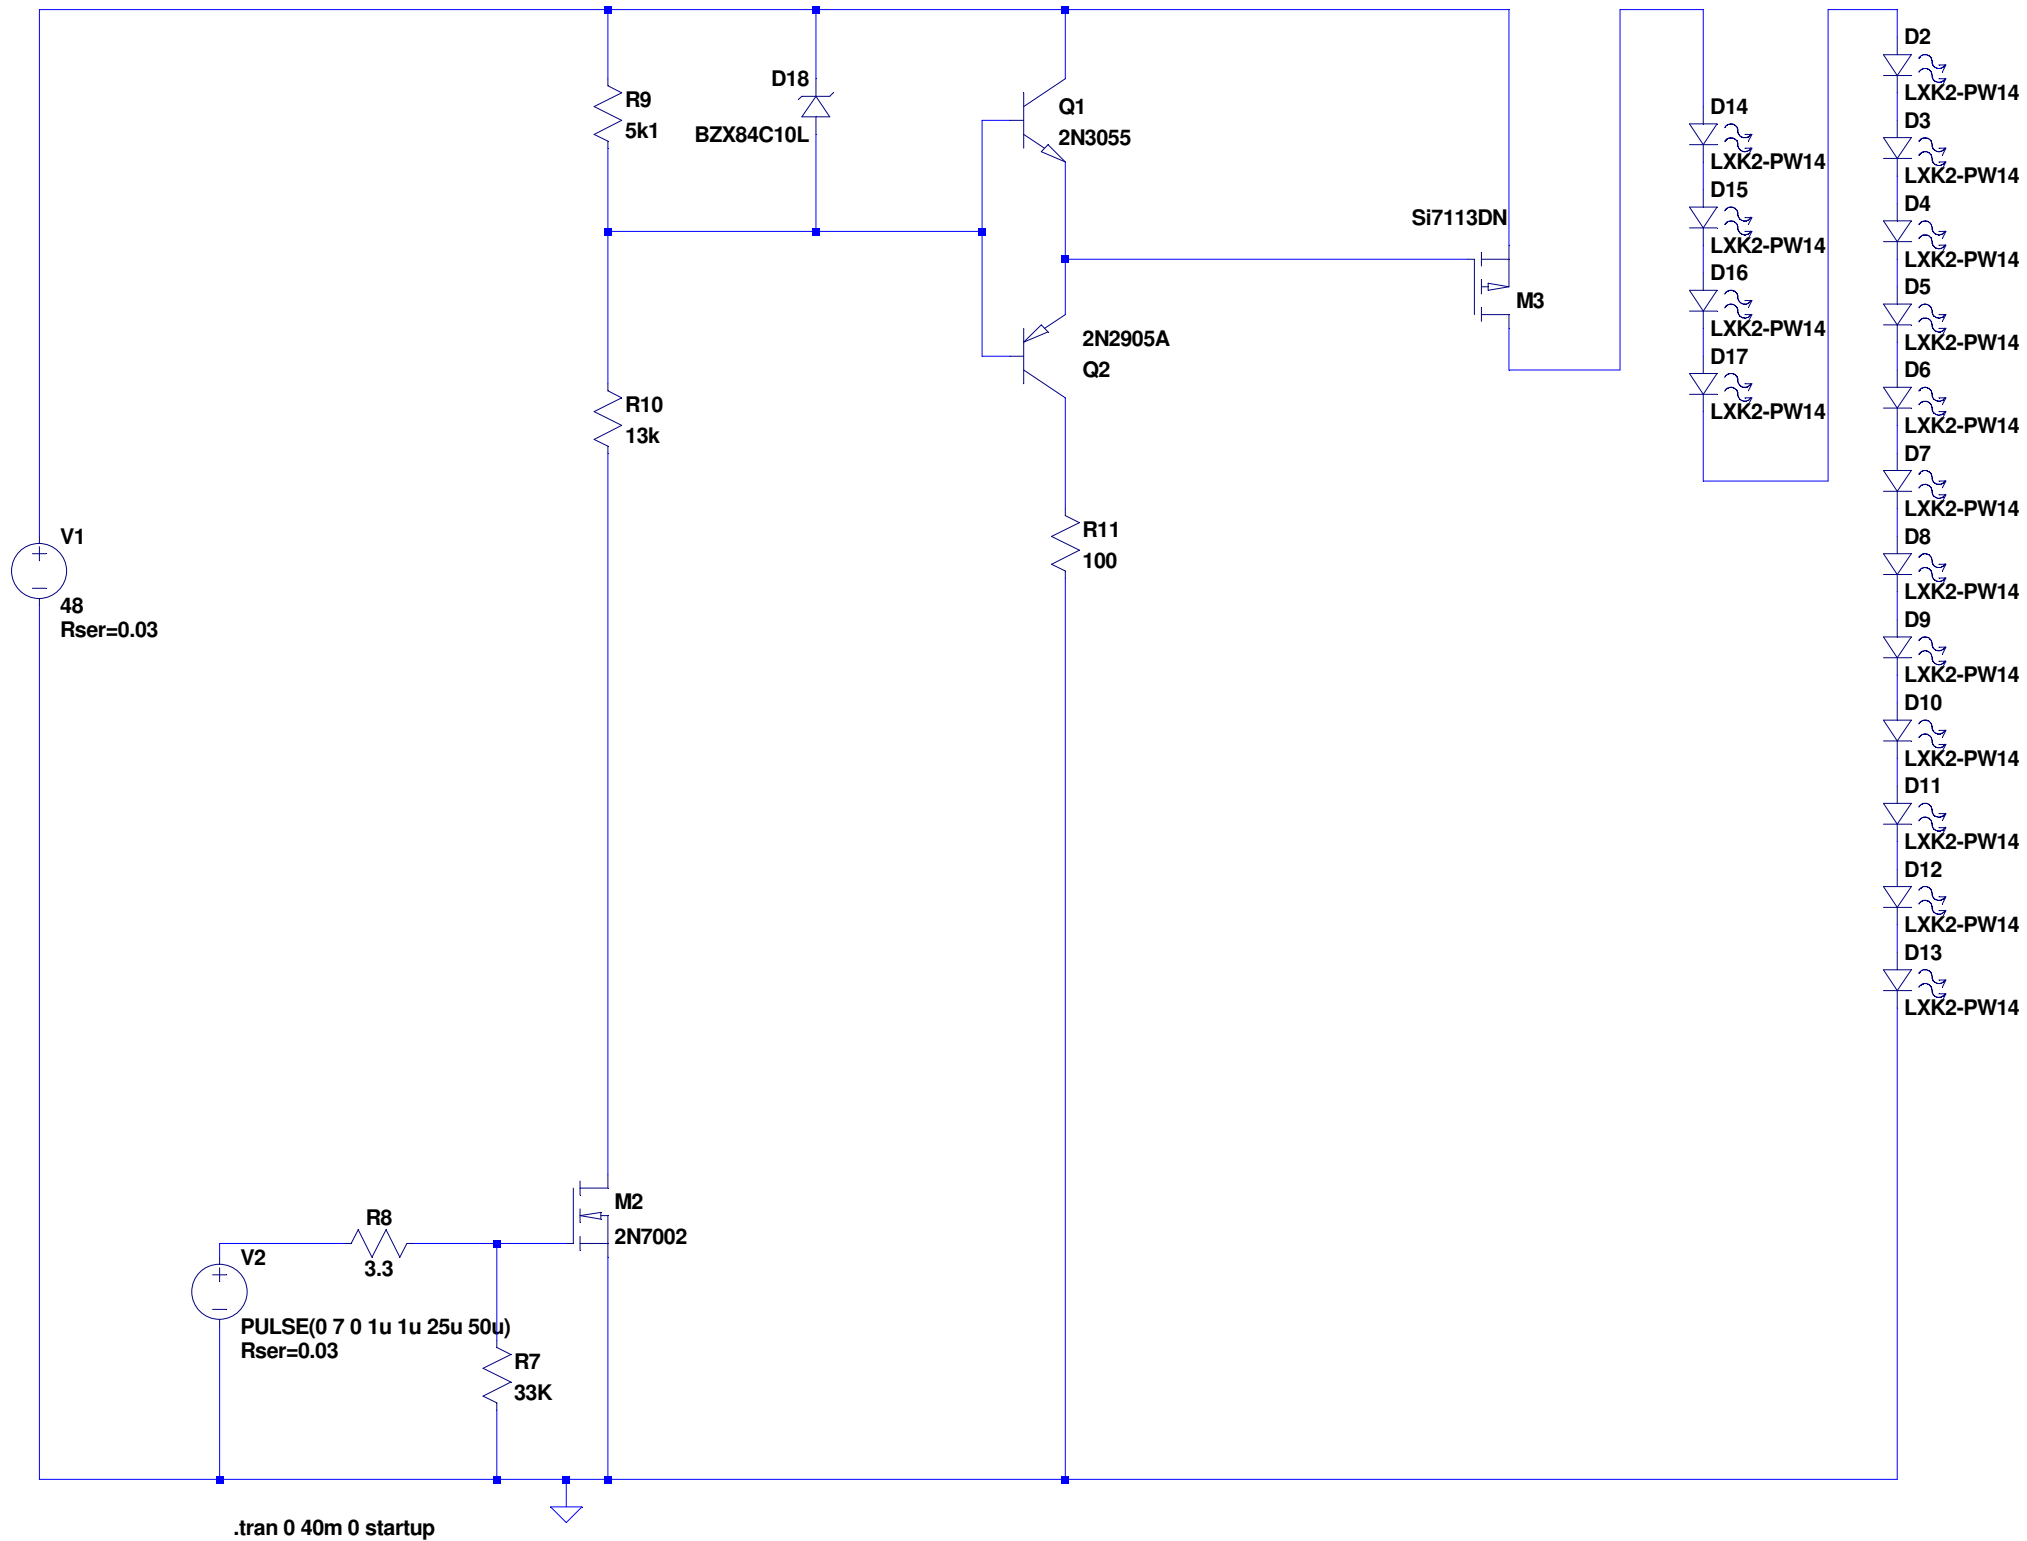 D18
BZX84C10L
R9
5k1
Q1
2N3055
Si7113DN
M3
2N2905A
Q2
R10
13k
R11
100
V1
48
Rser=0.03
D14
LXK2-PW14
D15
LXK2-PW14
D16
LXK2-PW14
D17
LXK2-PW14
D2
LXK2-PW14
D3
LXK2-PW14
D4
LXK2-PW14
D5
LXK2-PW14
D6
LXK2-PW14
D7
LXK2-PW14
D8
LXK2-PW14
D9
LXK2-PW14
D10
LXK2-PW14
D11
LXK2-PW14
D12
LXK2-PW14
D13
LXK2-PW14
M2
2N7002
R8
3.3
V2
PULSE(0 7 0 1u 1u 25u 50u)
Rser=0.03
R7
33K
.tran 0 40m 0 startup